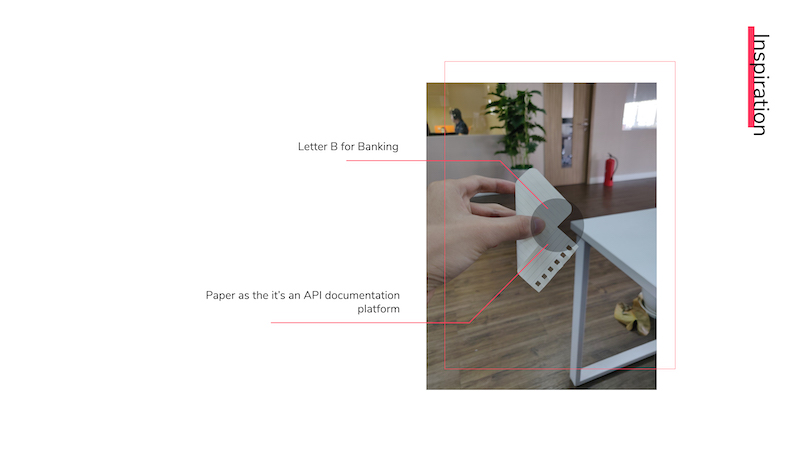 Inspiration
Letter B for Banking
Paper as the it's an API documentation
platform